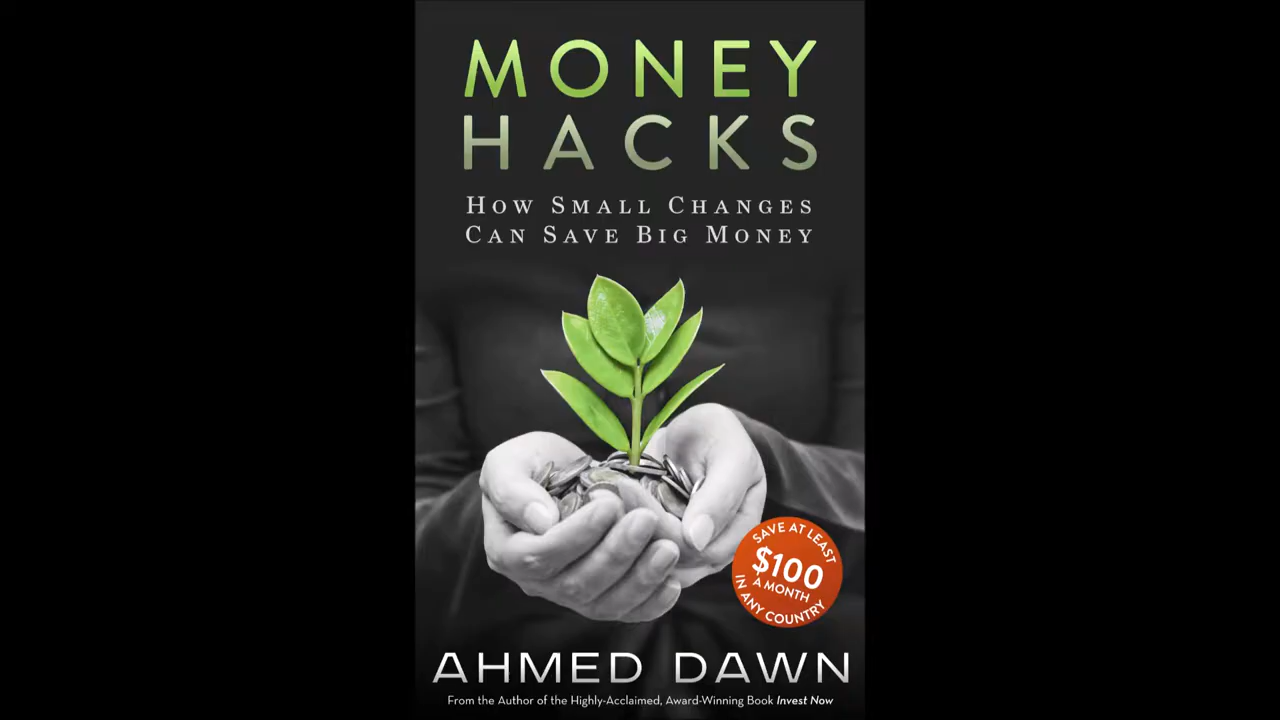 MONEY
HACKS
HOW SMALL CHANGES
CAN SAVE BIG MONEY
SAVE AT LEAST
$100
A MONTH
IN ANY COUNTRY
AHMED DAWN
From the Author of the Highly-Acclaimed, Award-Winning Book Invest Now